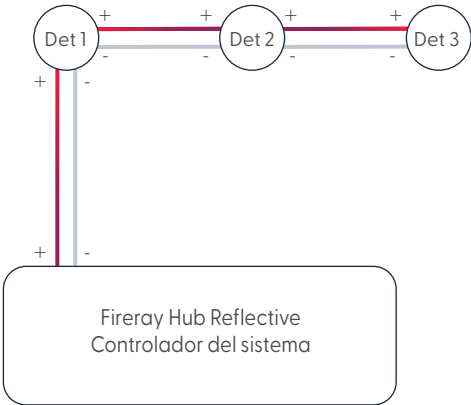 + + + +
Det 1 Det 2 Det 3
- - - -
+ -
+ -
Fireray Hub Reflective
Controlador del sistema